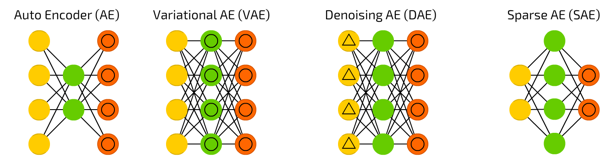 Auto Encoder (AE)
Variational AE (VAE)
Denoising AE (DAE)
Sparse AE (SAE)